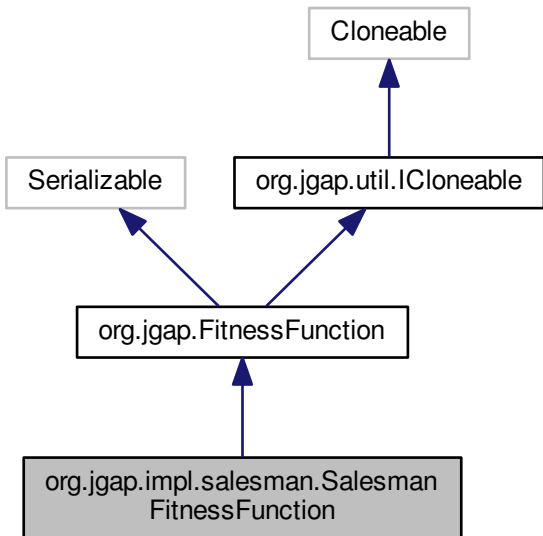 Cloneable
Serializable
org.jgap.util.ICloneable
org.jgap.FitnessFunction
org.jgap.impl.salesman.Salesman
FitnessFunction